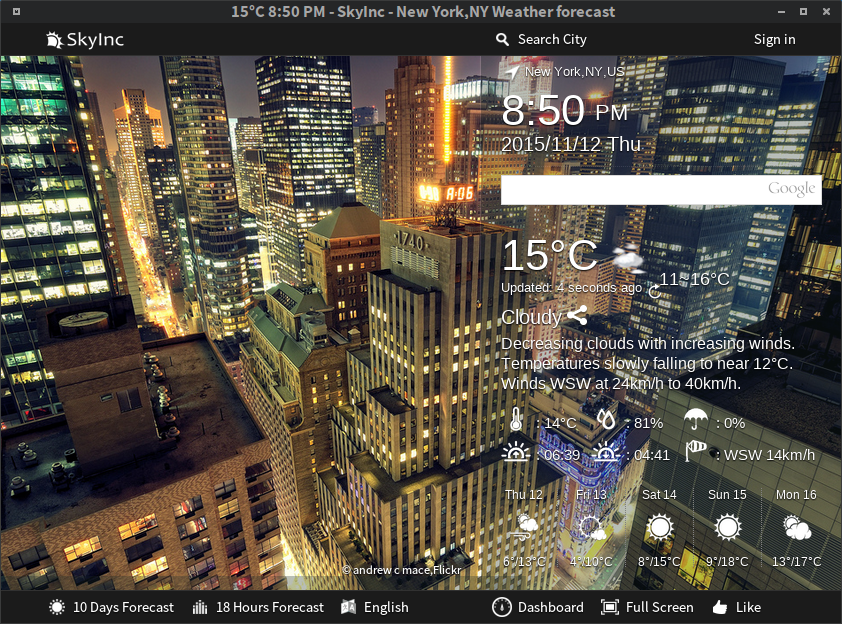 15°C 8:50 PM - SkyInc - New York,NY Weather forecast
SkyInc
Search City
Sign in
New York,NY,US
8:50 PM
2015/11/12 Thu
8:06
Google
1740
15°C
11~16°C
Updated: 4 seconds ago
Cloudy
Decreasing clouds with increasing winds.
Temperatures slowly falling to near 12°C.
Winds WSW at 24km/h to 40km/h.
: 14°C : 81% : 0%
: 06:39 : 04:41 : WSW 14km/h
Thu 12 Fri 13 Sat 14 Sun 15 Mon 16
6°/13°C 4°/10°C 8°/15°C 9°/18°C 13°/17°C
© andrew c mace,Flickr
10 Days Forecast 18 Hours Forecast English Dashboard Full Screen Like